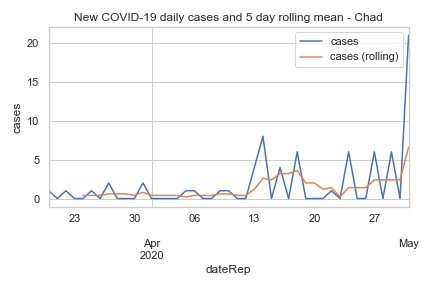 New COVID-19 daily cases and 5 day rolling mean - Chad
cases
cases (rolling)
20
15
10
5
0
cases
23
30
06
13
20
27
Apr
2020
May
dateRep